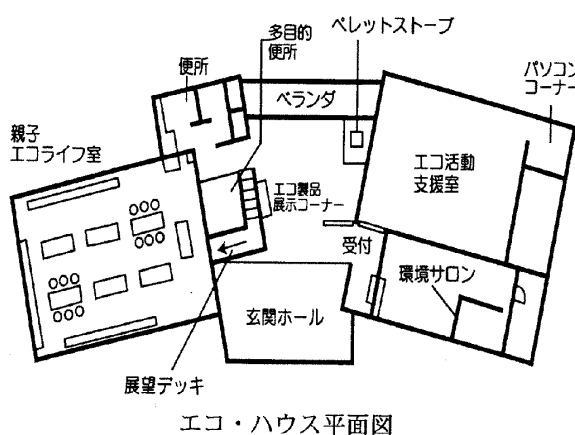 ペレットストーブ
多目的
便所
便所
パソコン
コーナー
ベランダ
親子
エコライフ室
エコ活動
支援室
エコ製品
展示コーナー
受付
環境サロン
玄関ホール
展望デッキ
エコ・ハウス平面図